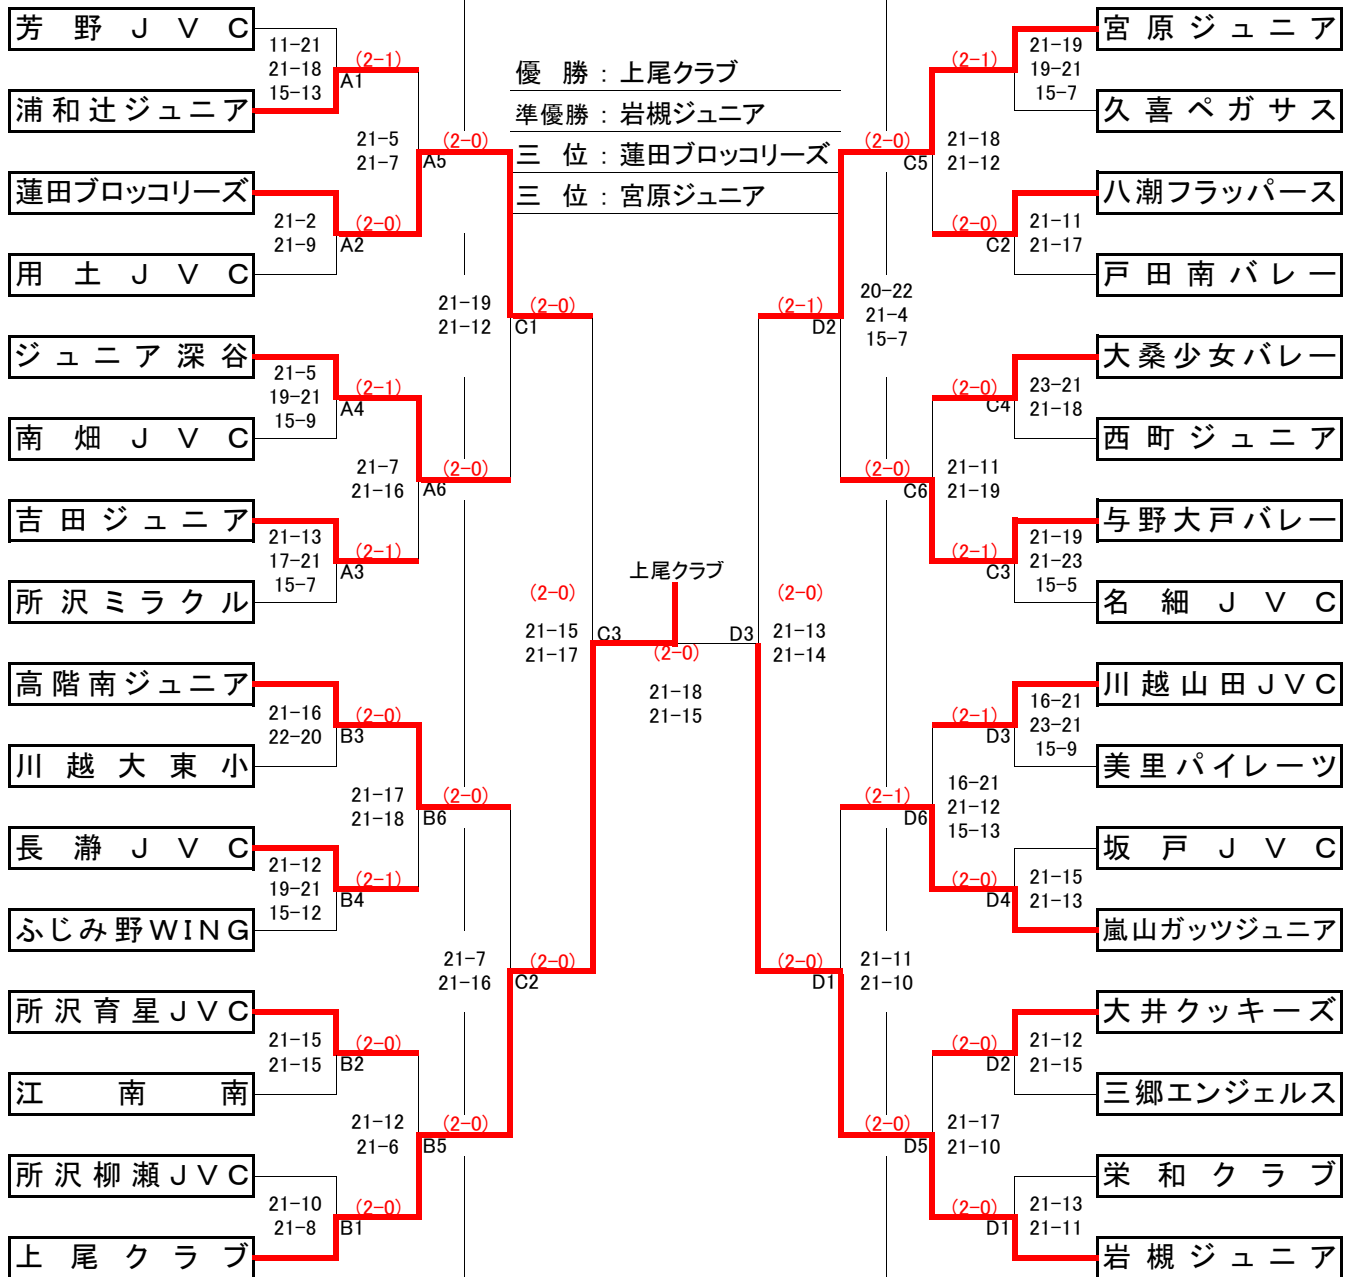 芳野JVC
11-21
21-18
15-13
(2-1)
A1
浦和辻ジュニア
21-5
21-7
(2-0)
A5
蓮田ブロッコリーズ
21-2
21-9
(2-0)
A2
用土JVC
21-19
21-12
(2-0)
C1
ジュニア深谷
21-5
19-21
15-9
(2-1)
A4
南畑JVC
21-7
21-16
(2-0)
A6
吉田ジュニア
21-13
17-21
15-7
(2-1)
A3
所沢ミラクル
(2-0)
21-15
21-17
C3
高階南ジュニア
21-16
22-20
(2-0)
B3
川越大東小
21-17
21-18
(2-0)
B6
長瀞JVC
21-12
19-21
15-12
(2-1)
B4
ふじみ野WING
21-7
21-16
(2-0)
C2
所沢育星JVC
21-15
21-15
(2-0)
B2
江南南
21-12
21-6
(2-0)
B5
所沢柳瀬JVC
21-10
21-8
(2-0)
B1
上尾クラブ
優勝：上尾クラブ
準優勝：岩槻ジュニア
三位：蓮田ブロッコリーズ
三位：宮原ジュニア
上尾クラブ
(2-0)
21-18
21-15
宮原ジュニア
(2-1)
21-19
19-21
15-7
久喜ペガサス
(2-0)
C5
21-18
21-12
八潮フラッパース
(2-0)
C2
21-11
21-17
戸田南バレー
(2-1)
D2
20-22
21-4
15-7
大桑少女バレー
(2-0)
C4
23-21
21-18
西町ジュニア
(2-0)
C6
21-11
21-19
与野大戸バレー
(2-1)
C3
21-19
21-23
15-5
名細JVC
(2-0)
D3
21-13
21-14
川越山田JVC
(2-1)
D3
16-21
23-21
15-9
美里パイレーツ
(2-1)
D6
16-21
21-12
15-13
坂戸JVC
(2-0)
D4
21-15
21-13
嵐山ガッツジュニア
(2-0)
D1
21-11
21-10
大井クッキーズ
(2-0)
D2
21-12
21-15
三郷エンジェルス
(2-0)
D5
21-17
21-10
栄和クラブ
(2-0)
D1
21-13
21-11
岩槻ジュニア